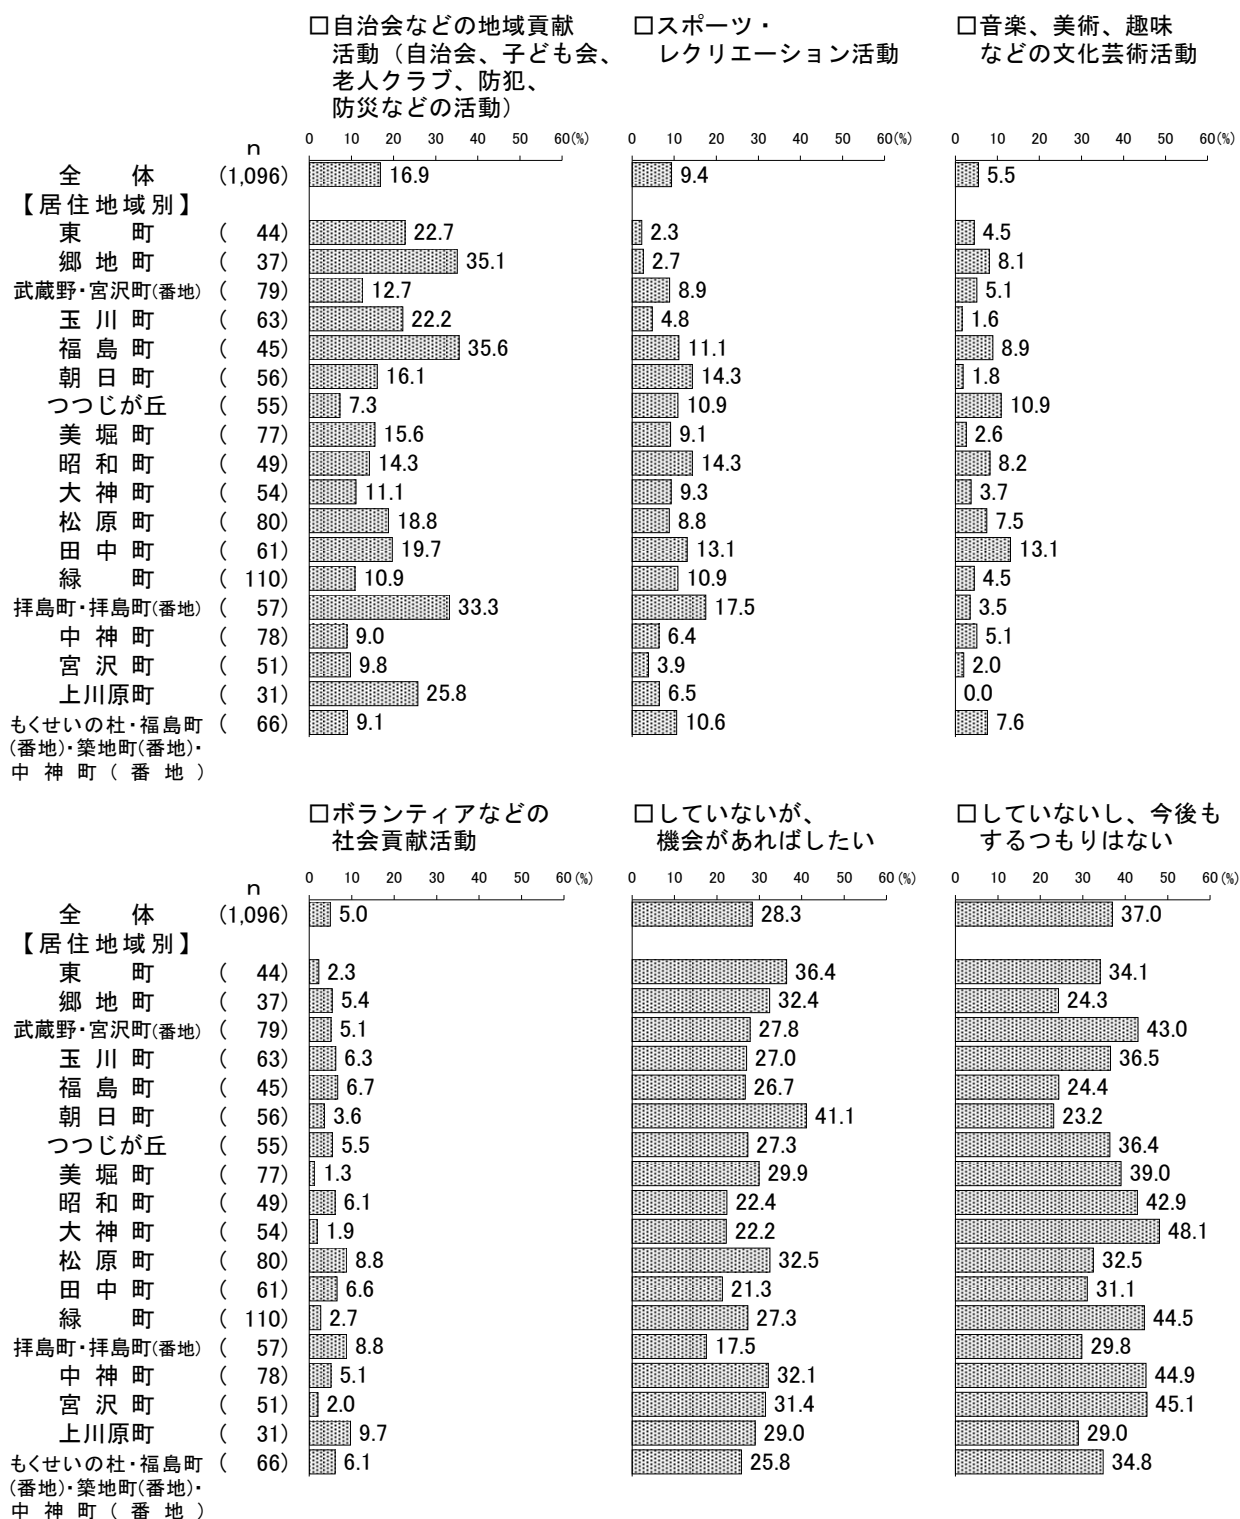 □自治会などの地域貢献
活動（自治会、子ども会、
老人クラブ、防犯、
防災などの活動）
□スポーツ・
レクリエーション活動
□音楽、美術、趣味
などの文化芸術活動
0 10 20 30 40 50 60(%) 0 10 20 30 40 50 60(%) 0 10 20 30 40 50 60(%)
n
全体 (1,096) 16.9 9.4 5.5
【居住地域別】
東町 ( 44) 22.7 2.3 4.5
郷地町 ( 37) 35.1 2.7 8.1
武蔵野・宮沢町(番地) ( 79) 12.7 8.9 5.1
玉川町 ( 63) 22.2 4.8 1.6
福島町 ( 45) 35.6 11.1 8.9
朝日町 ( 56) 16.1 14.3 1.8
つつじが丘 ( 55) 7.3 10.9 10.9
美堀町 ( 77) 15.6 9.1 2.6
昭和町 ( 49) 14.3 14.3 8.2
大神町 ( 54) 11.1 9.3 3.7
松原町 ( 80) 18.8 8.8 7.5
田中町 ( 61) 19.7 13.1 13.1
緑町 ( 110) 10.9 10.9 4.5
拝島町・拝島町(番地) ( 57) 33.3 17.5 3.5
中神町 ( 78) 9.0 6.4 5.1
宮沢町 ( 51) 9.8 3.9 2.0
上川原町 ( 31) 25.8 6.5 0.0
もくせいの杜・福島町 ( 66) 9.1 10.6 7.6
(番地)・築地町(番地)・
中神町(番地)
□ボランティアなどの
社会貢献活動
□していないが、
機会があればしたい
□していないし、今後も
するつもりはない
0 10 20 30 40 50 60(%) 0 10 20 30 40 50 60(%) 0 10 20 30 40 50 60(%)
n
全体 (1,096) 5.0 28.3 37.0
【居住地域別】
東町 ( 44) 2.3 36.4 34.1
郷地町 ( 37) 5.4 32.4 24.3
武蔵野・宮沢町(番地) ( 79) 5.1 27.8 43.0
玉川町 ( 63) 6.3 27.0 36.5
福島町 ( 45) 6.7 26.7 24.4
朝日町 ( 56) 3.6 41.1 23.2
つつじが丘 ( 55) 5.5 27.3 36.4
美堀町 ( 77) 1.3 29.9 39.0
昭和町 ( 49) 6.1 22.4 42.9
大神町 ( 54) 1.9 22.2 48.1
松原町 ( 80) 8.8 32.5 32.5
田中町 ( 61) 6.6 21.3 31.1
緑町 ( 110) 2.7 27.3 44.5
拝島町・拝島町(番地) ( 57) 8.8 17.5 29.8
中神町 ( 78) 5.1 32.1 44.9
宮沢町 ( 51) 2.0 31.4 45.1
上川原町 ( 31) 9.7 29.0 29.0
もくせいの杜・福島町 ( 66) 6.1 25.8 34.8
(番地)・築地町(番地)・
中神町(番地)